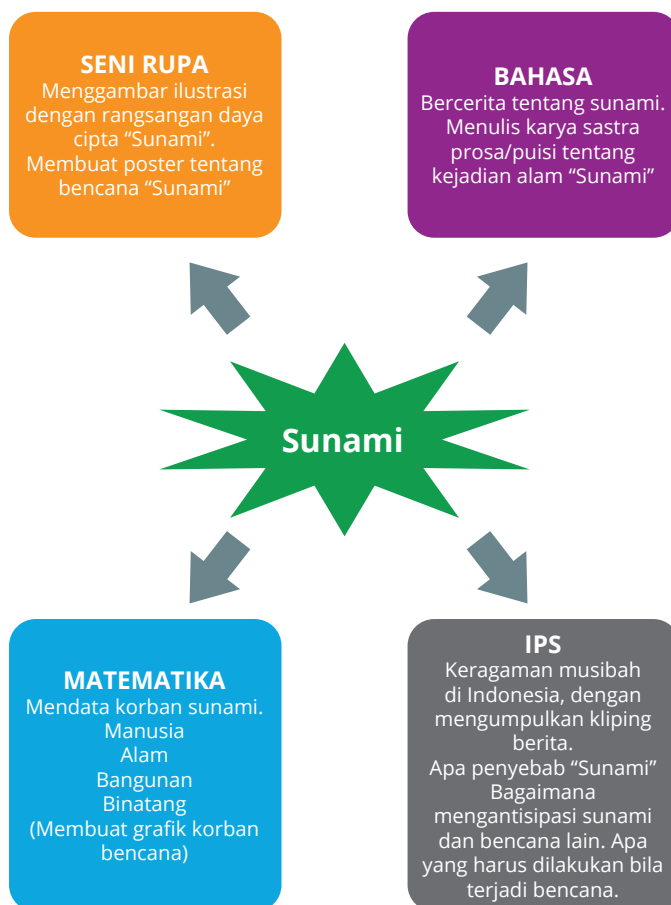 SENI RUPA
Menggambar ilustrasi
dengan rangsangan daya
cipta “Sunami”.
Membuat poster tentang
bencana “Sunami”
BAHASA
Bercerita tentang sunami.
Menulis karya sastra
prosa/puisi tentang
kejadian alam “Sunami”
Sunami
MATEMATIKA
Mendata korban sunami.
Manusia
Alam
Bangunan
Binatang
(Membuat grafik korban
bencana)
IPS
Keragaman musibah
di Indonesia, dengan
mengumpulkan kliping
berita.
Apa penyebab “Sunami”
Bagaimana
mengantisipasi sunami
dan bencana lain. Apa
yang harus dilakukan bila
terjadi bencana.